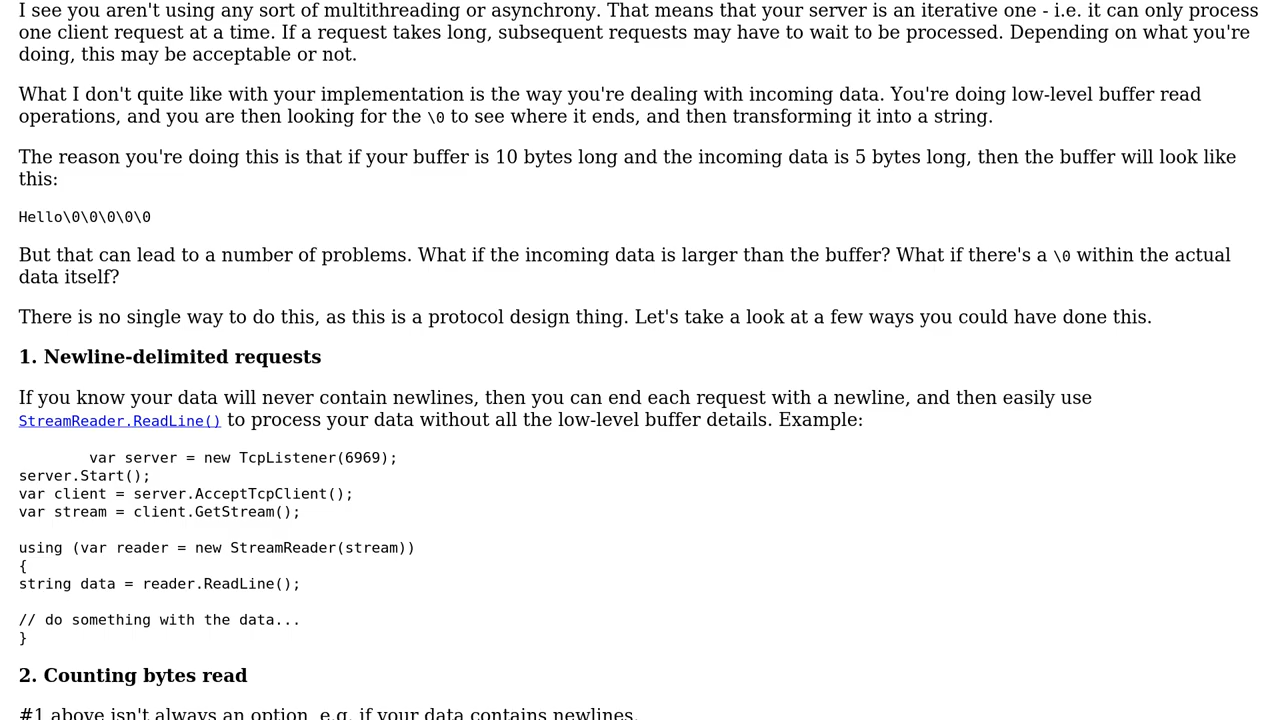 I see you aren't using any sort of multithreading or asynchrony. That means that your server is an iterative one - i.e. it can only process
one client request at a time. If a request takes long, subsequent requests may have to wait to be processed. Depending on what you're
doing, this may be acceptable or not.
What I don't quite like with your implementation is the way you're dealing with incoming data. You're doing low-level buffer read
operations, and you are then looking for the \0 to see where it ends, and then transforming it into a string.
The reason you're doing this is that if your buffer is 10 bytes long and the incoming data is 5 bytes long, then the buffer will look like
this:
Hello\0\0\0\0\0
But that can lead to a number of problems. What if the incoming data is larger than the buffer? What if there's a \0 within the actual
data itself?
There is no single way to do this, as this is a protocol design thing. Let's take a look at a few ways you could have done this.
1. Newline-delimited requests
If you know your data will never contain newlines, then you can end each request with a newline, and then easily use
StreamReader.ReadLine() to process your data without all the low-level buffer details. Example:
        var server = new TcpListener(6969);
server.Start();
var client = server.AcceptTcpClient();
var stream = client.GetStream();
using (var reader = new StreamReader(stream))
{
string data = reader.ReadLine();
// do something with the data...
}
2. Counting bytes read
#1 above isn't always an option, e.g. if your data contains newlines.